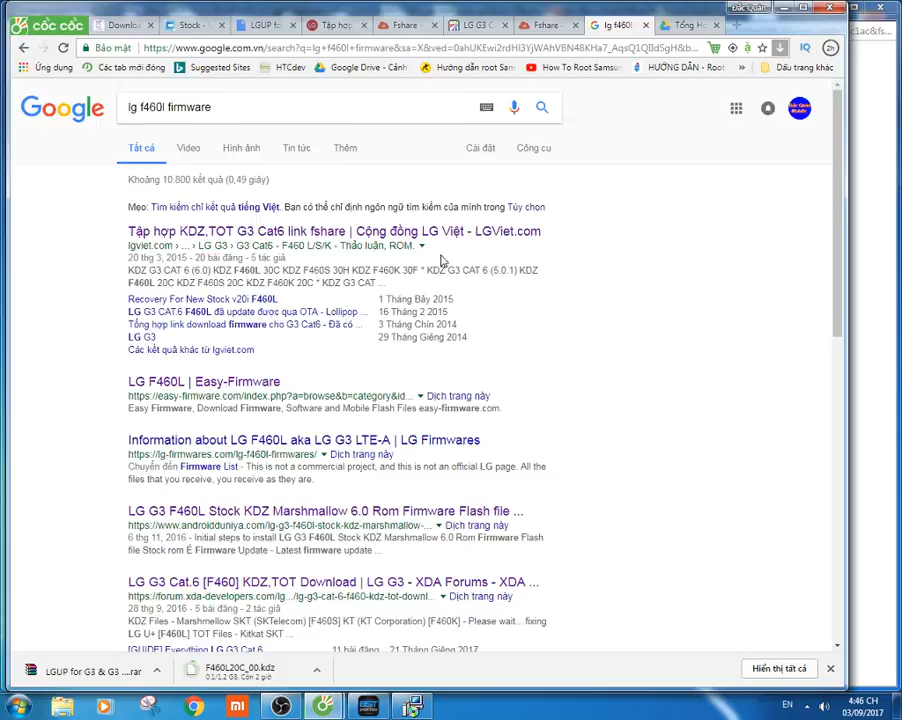 Đắc Quân
cốc cốc
Downlo
Stock - L
LGUP fo
Tập hợp
Fshare -
LG G3 C
Fshare -
lg f460l
Tổng Hợ
Bảo mật
https://www.google.com.vn/search?q=lg+f460l+firmware&sa=X&ved=0ahUKEwi2rdHI3YjWAhVBN48KHa7_AqsQ1QIIdSgH&b...
c1ac&fs...
Ứng dụng
Các tab mới đóng
Suggested Sites
HTCdev
Google Drive - Cảnh
Hướng dẫn root Sam
How To Root Samsu
HƯỚNG DẪN - Root
»
Dấu trang khác
Google
lg f460l firmware
Tất cả
Video
Hình ảnh
Tin tức
Thêm
Cài đặt
Công cụ
Khoảng 10.800 kết quả (0,49 giây)
Mẹo: Tìm kiếm chỉ kết quả tiếng Việt. Bạn có thể chỉ định ngôn ngữ tìm kiếm của mình trong Tùy chọn
Tập hợp KDZ,TOT G3 Cat6 link fshare | Cộng đồng LG Việt - LGViet.com
lgviet.com › ... › LG G3 › G3 Cat6 - F460 L/S/K - Thảo luận, ROM.
20 thg 3, 2015 - 20 bài đăng - 5 tác giả
KDZ G3 CAT 6 (6.0) KDZ F460L 30C KDZ F460S 30H KDZ F460K 30F * KDZ G3 CAT 6 (5.0.1) KDZ
F460L 20C KDZ F460S 20C KDZ F460K 20C * KDZ G3 CAT ...
Recovery For New Stock v20i F460L
1 Tháng Bảy 2015
LG G3 CAT.6 F460L đã update được qua OTA - Lollipop ...
16 Tháng 2 2015
Tổng hợp link download firmware cho G3 Cat6 - Đã có ...
3 Tháng Chín 2014
LG G3
29 Tháng Giêng 2014
Các kết quả khác từ lgviet.com
LG F460L | Easy-Firmware
https://easy-firmware.com/index.php?a=browse&b=category&id...
Dịch trang này
Easy Firmware, Download Firmware, Software and Mobile Flash Files easy-firmware.com.
Information about LG F460L aka LG G3 LTE-A | LG Firmwares
https://lg-firmwares.com/lg-f460l-firmwares/
Dịch trang này
Chuyển đến Firmware List - This is not a commercial project, and this is not an official LG page. All the
files that you receive, you receive as they are.
LG G3 F460L Stock KDZ Marshmallow 6.0 Rom Firmware Flash file ...
https://www.androidduniya.com/lg-g3-f460l-stock-kdz-marshmallow-...
Dịch trang này
6 thg 11, 2016 - Initial steps to install LG G3 F460L Stock KDZ Marshmallow 6.0 Rom Firmware Flash
file Stock rom É Firmware Update - Latest firmware update ...
LG G3 Cat.6 [F460] KDZ,TOT Download | LG G3 - XDA Forums - XDA ...
https://forum.xda-developers.com/lg.../lg-g3-cat-6-f460-kdz-tot-downl...
Dịch trang này
28 thg 9, 2016 - 5 bài đăng - 2 tác giả
KDZ Files - Marshmellow SKT (SKTelecom) [F460S] KT (KT Corporation) [F460K] - Please wait... fixing
LG U+ [F460L] TOT Files - Kitkat SKT ...
[GUIDE] Everything LG G3 Cat.6
11 bài đăng
21 Tháng Giêng 2017
LGUP for G3 & G3 ....rar
F460L20C_00.kdz
0.1/1.2 GB, Còn 2 giờ
Hiển thị tất cả
EN
4:46 CH
03/09/2017